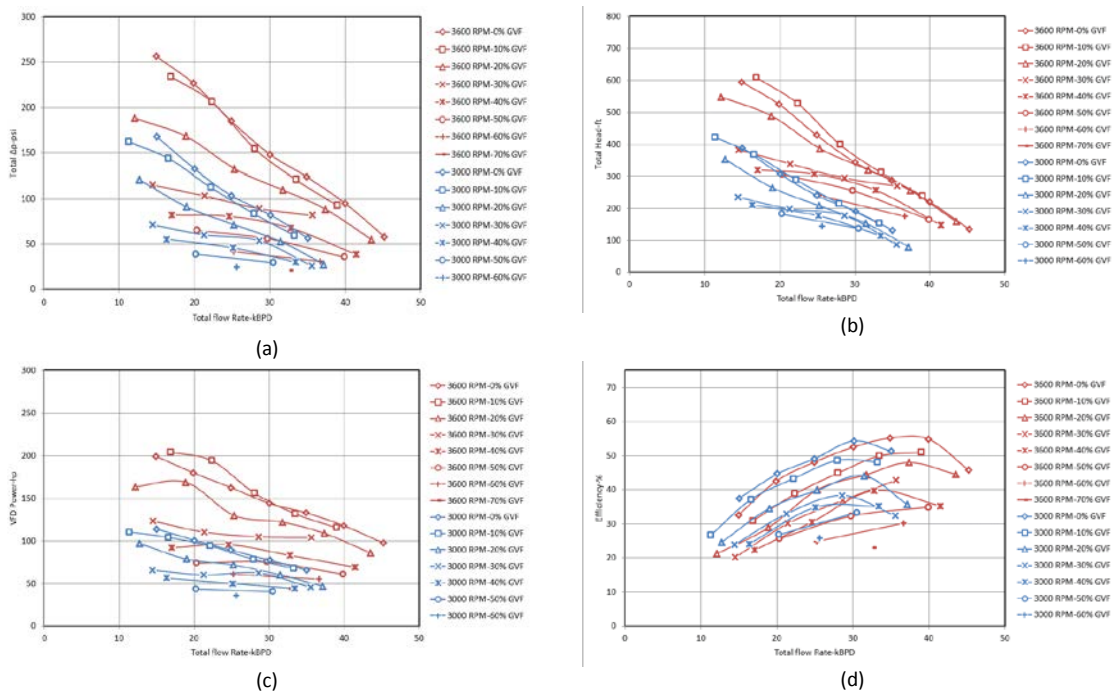 300
250
200
150
100
50
0
Total Δp-psi
0 10 20 30 40 50
Total flow Rate-kBPD
3600 RPM-0% GVF
3600 RPM-10% GVF
3600 RPM-20% GVF
3600 RPM-30% GVF
3600 RPM-40% GVF
3600 RPM-50% GVF
3600 RPM-60% GVF
3600 RPM-70% GVF
3000 RPM-0% GVF
3000 RPM-10% GVF
3000 RPM-20% GVF
3000 RPM-30% GVF
3000 RPM-40% GVF
3000 RPM-50% GVF
3000 RPM-60% GVF
(a)
800
700
600
500
400
300
200
100
0
Total Head-ft
0 10 20 30 40 50
Total flow Rate-kBPD
3600 RPM-0% GVF
3600 RPM-10% GVF
3600 RPM-20% GVF
3600 RPM-30% GVF
3600 RPM-40% GVF
3600 RPM-50% GVF
3600 RPM-60% GVF
3600 RPM-70% GVF
3000 RPM-0% GVF
3000 RPM-10% GVF
3000 RPM-20% GVF
3000 RPM-30% GVF
3000 RPM-40% GVF
3000 RPM-50% GVF
3000 RPM-60% GVF
(b)
300
250
200
150
100
50
0
VFD Power-hp
0 10 20 30 40 50
Total flow Rate-kBPD
3600 RPM-0% GVF
3600 RPM-10% GVF
3600 RPM-20% GVF
3600 RPM-30% GVF
3600 RPM-40% GVF
3600 RPM-50% GVF
3600 RPM-60% GVF
3600 RPM-70% GVF
3000 RPM-0% GVF
3000 RPM-10% GVF
3000 RPM-20% GVF
3000 RPM-30% GVF
3000 RPM-40% GVF
3000 RPM-50% GVF
3000 RPM-60% GVF
(c)
70
60
50
40
30
20
10
0
Efficiency-%
0 10 20 30 40 50
Total flow Rate-kBPD
3600 RPM-0% GVF
3600 RPM-10% GVF
3600 RPM-20% GVF
3600 RPM-30% GVF
3600 RPM-40% GVF
3600 RPM-50% GVF
3600 RPM-60% GVF
3600 RPM-70% GVF
3000 RPM-0% GVF
3000 RPM-10% GVF
3000 RPM-20% GVF
3000 RPM-30% GVF
3000 RPM-40% GVF
3000 RPM-50% GVF
3000 RPM-60% GVF
(d)